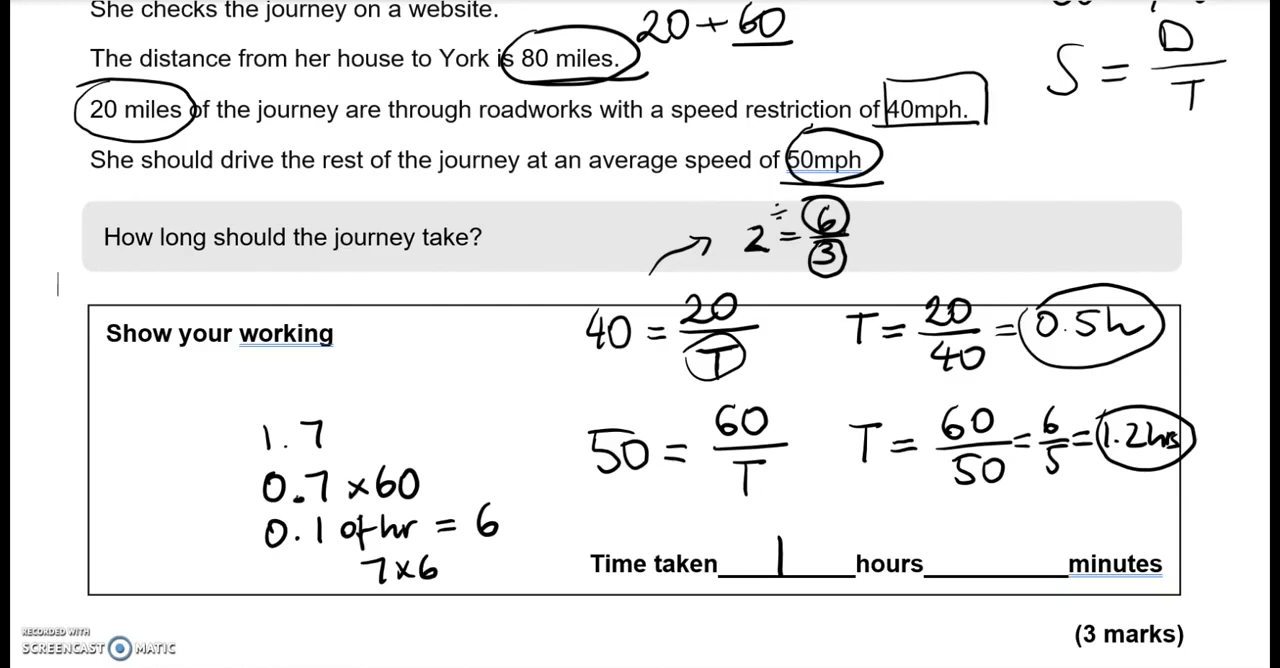 She checks the journey on a website.
20 + 60
The distance from her house to York is 80 miles.
S = D / T
20 miles of the journey are through roadworks with a speed restriction of 40mph.
She should drive the rest of the journey at an average speed of 50mph
÷
How long should the journey take?
2 = 6 / 3
Show your working
40 = 20 / T
T = 20 / 40 = 0.5h
1.7
50 = 60 / T
T = 60 / 50 = 6 / 5 = 1.2 hrs
0.7 × 60
0.1 of hr = 6
7 × 6
Time taken 1 hours minutes
(3 marks)
RECORDED WITH
SCREENCAST MATIC